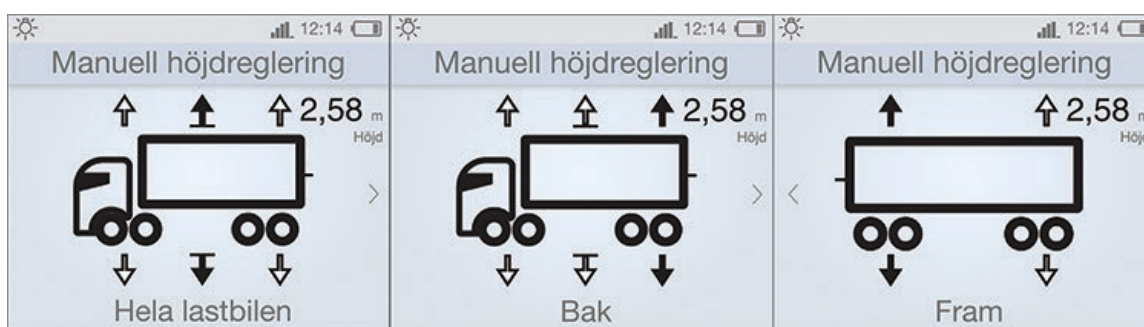 12:14
Manuell höjdreglering
2,58 m
Höjd
Hela lastbilen
12:14
Manuell höjdreglering
2,58 m
Höjd
Bak
12:14
Manuell höjdreglering
2,58 m
Höjd
Fram